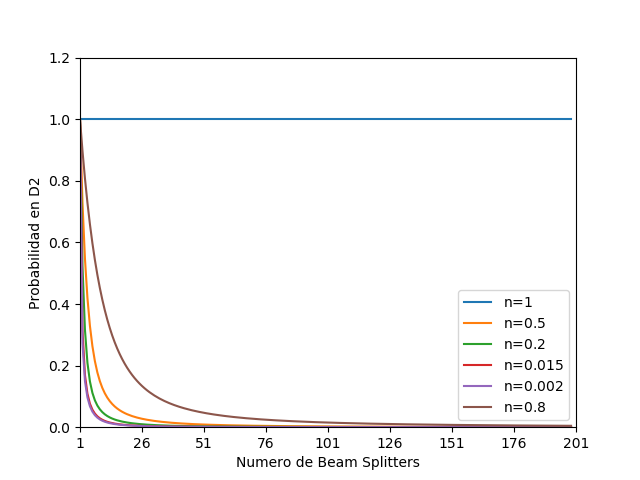 1.2
1.0
0.8
0.6
0.4
0.2
0.0
Probabilidad en D2
n=1
n=0.5
n=0.2
n=0.015
n=0.002
n=0.8
1 26 51 76 101 126 151 176 201
Numero de Beam Splitters